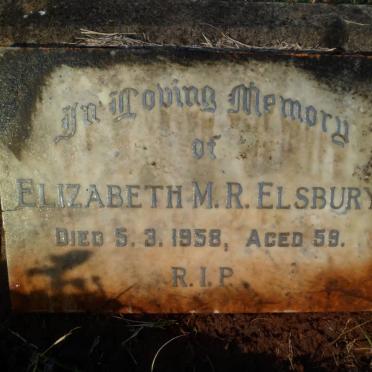 In Loving Memory
of
ELIZABETH M. R. ELSBURY
DIED 5. 3. 1958, AGED 59.
R. I. P.